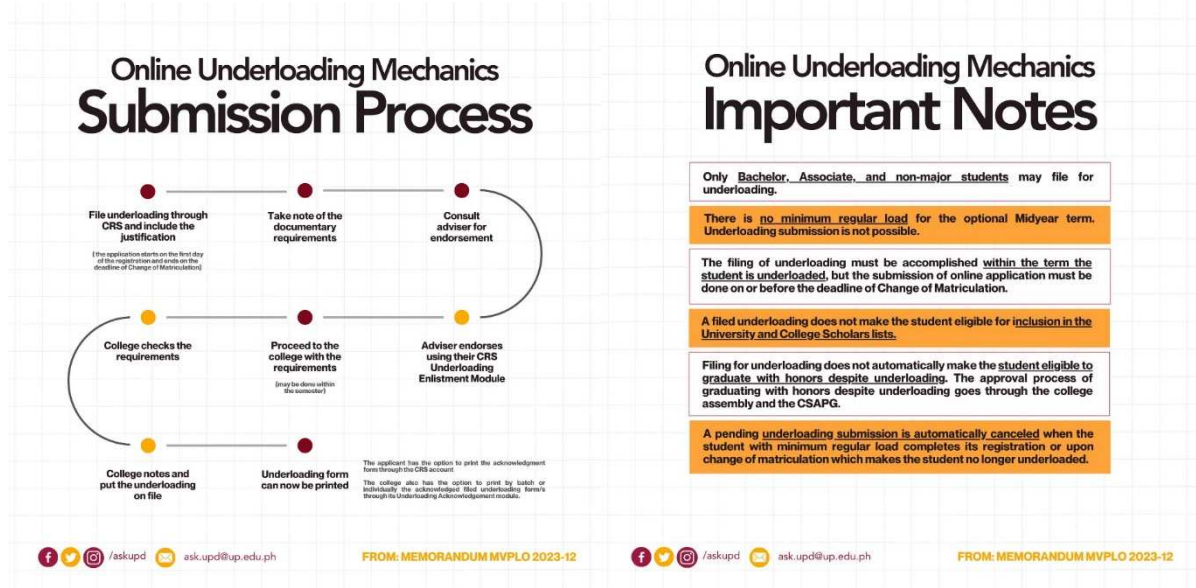 Online Underloading Mechanics
Submission Process
File underloading through
CRS and include the
justification
(the application starts on the first day
of the registration and ends on the
deadline of Change of Matriculation)
Take note of the
documentary
requirements
Consult
adviser for
endorsement
College checks the
requirements
Proceed to the
college with the
requirements
(may be done within
the semester)
Adviser endorses
using their CRS
Underloading
Enlistment Module
College notes and
put the underloading
on file
Underloading form
can now be printed
The applicant has the option to print the acknowledgment
form through the CRS account
The college also has the option to print by batch or
individually the acknowledged filed underloading form/s
through its Underloading Acknowledgement module.
/askupd
ask.upd@up.edu.ph
FROM: MEMORANDUM MVPLO 2023-12
Online Underloading Mechanics
Important Notes
Only Bachelor, Associate, and non-major students may file for
underloading.
There is no minimum regular load for the optional Midyear term.
Underloading submission is not possible.
The filing of underloading must be accomplished within the term the
student is underloaded, but the submission of online application must be
done on or before the deadline of Change of Matriculation.
A filed underloading does not make the student eligible for inclusion in the
University and College Scholars lists.
Filing for underloading does not automatically make the student eligible to
graduate with honors despite underloading. The approval process of
graduating with honors despite underloading goes through the college
assembly and the CSAPG.
A pending underloading submission is automatically canceled when the
student with minimum regular load completes its registration or upon
change of matriculation which makes the student no longer underloaded.
/askupd
ask.upd@up.edu.ph
FROM: MEMORANDUM MVPLO 2023-12